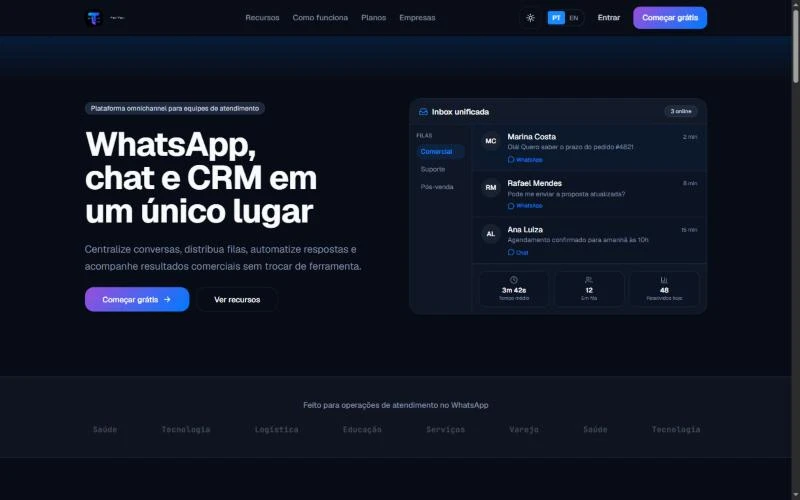 Recursos
Como funciona
Planos
Empresas
PT
EN
Entrar
Começar grátis
Plataforma omnichannel para equipes de atendimento
WhatsApp,
chat e CRM em
um único lugar
Centralize conversas, distribua filas, automatize respostas e
acompanhe resultados comerciais sem trocar de ferramenta.
Começar grátis →
Ver recursos
Inbox unificada
3 online
FILAS
Comercial
Suporte
Pós-venda
MC
Marina Costa
2 min
Olá! Quero saber o prazo do pedido #4821
WhatsApp
RM
Rafael Mendes
8 min
Pode me enviar a proposta atualizada?
WhatsApp
AL
Ana Luiza
15 min
Agendamento confirmado para amanhã às 10h
Chat
3m 42s
Tempo médio
12
Em fila
48
Resolvidos hoje
Feito para operações de atendimento no WhatsApp
Saúde
Tecnologia
Logística
Educação
Serviços
Varejo
Saúde
Tecnologia